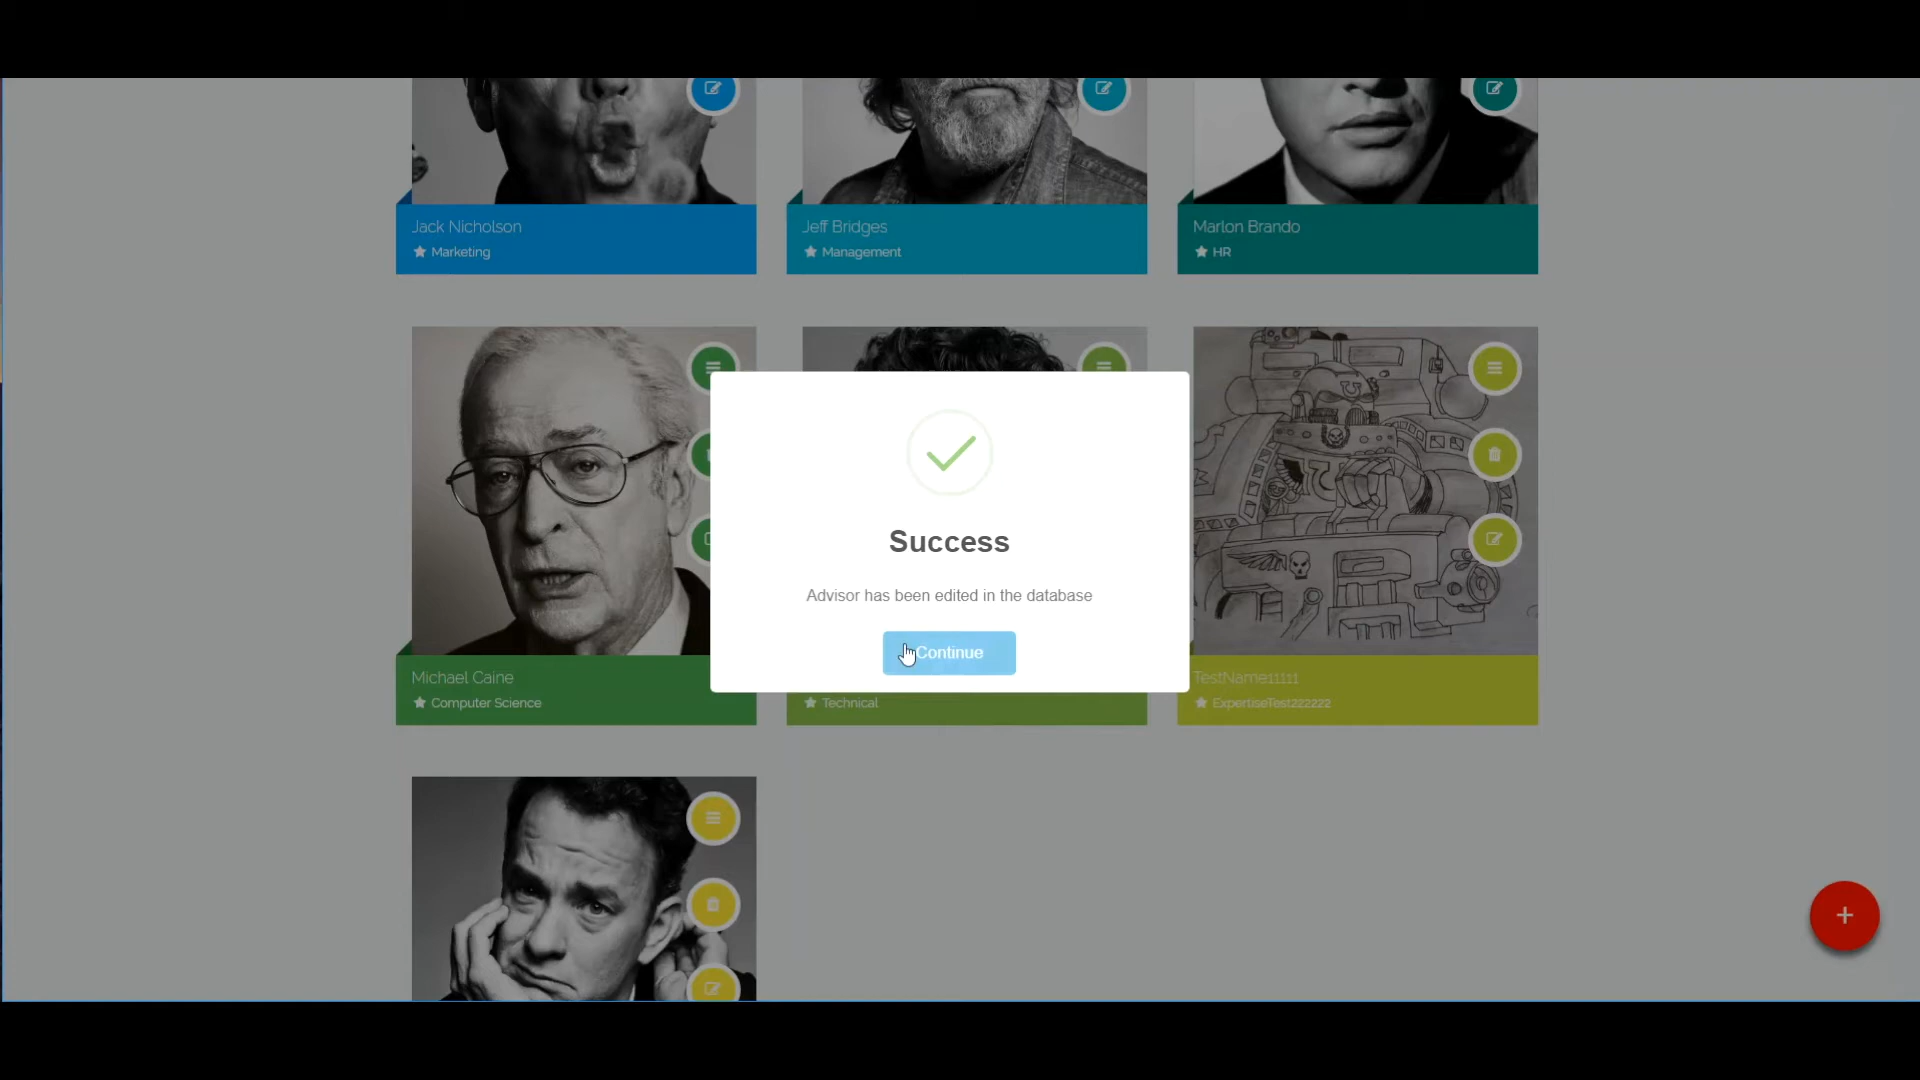 Jack Nicholson
Marketing
Jeff Bridges
Management
Marlon Brando
HR
Success
Advisor has been edited in the database
Continue
Michael Caine
Computer Science
Technical
TestName11111
ExpertiseTest222222
+